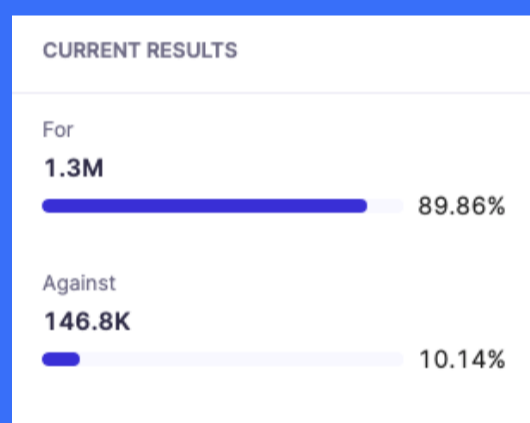 CURRENT RESULTS
For
1.3M
89.86%
Against
146.8K
10.14%